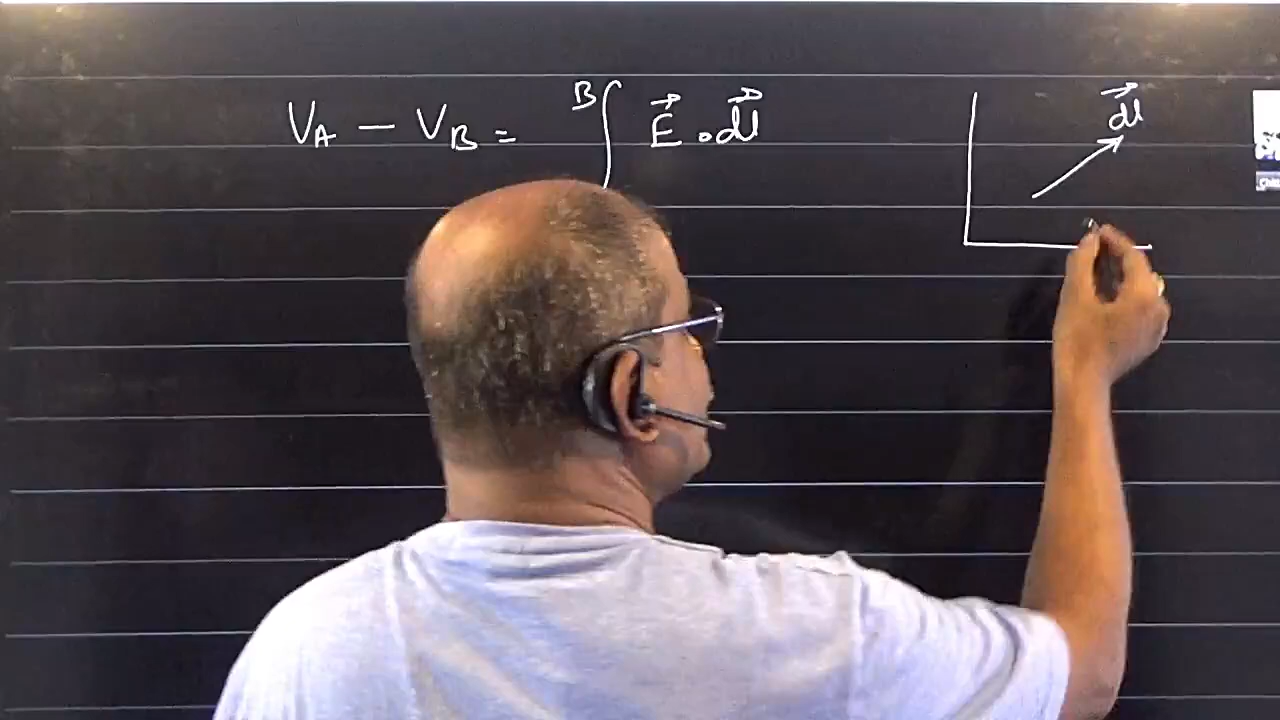 V_A – V_B = B∫ E⃗ . dl⃗
dl⃗